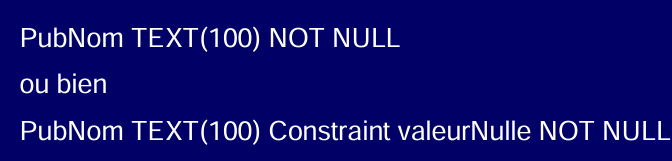 PubNom TEXT(100) NOT NULL
ou bien
PubNom TEXT(100) Constraint valeurNulle NOT NULL